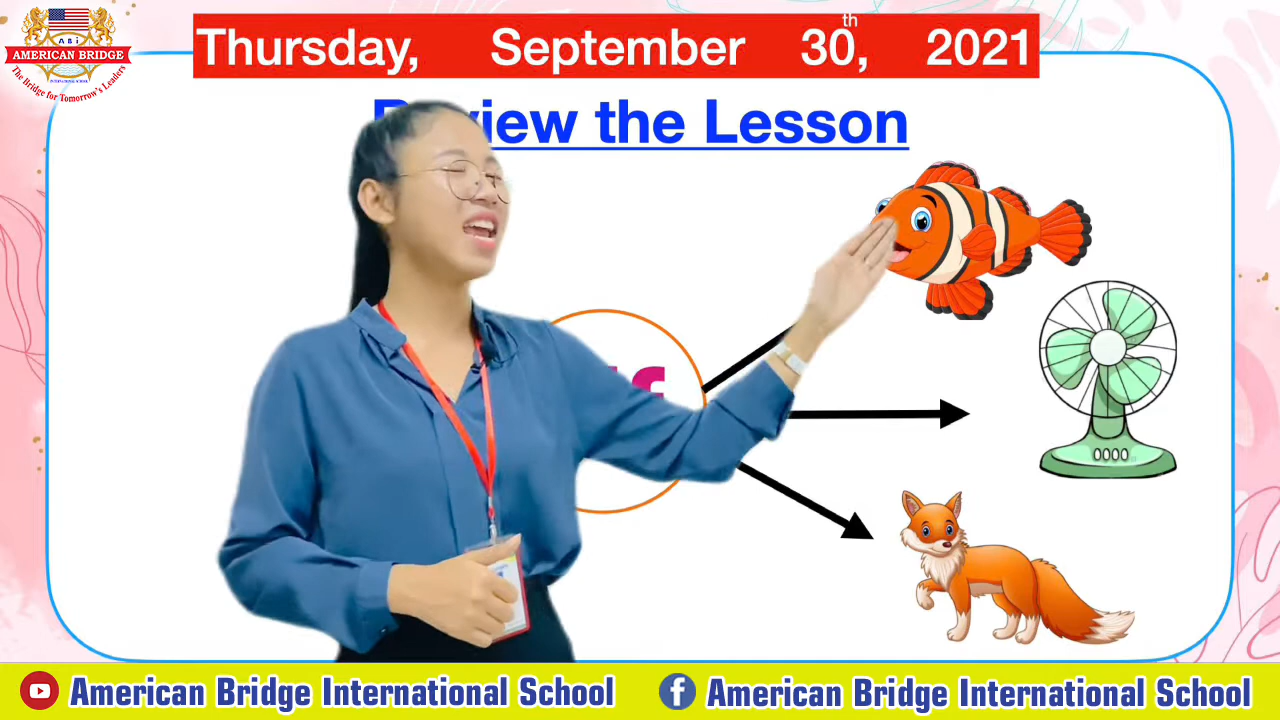 Thursday, September 30th, 2021
ABi
AMERICAN BRIDGE
The Bridge for Tomorrow's Leaders
the Lesson
f
American Bridge International School
American Bridge International School